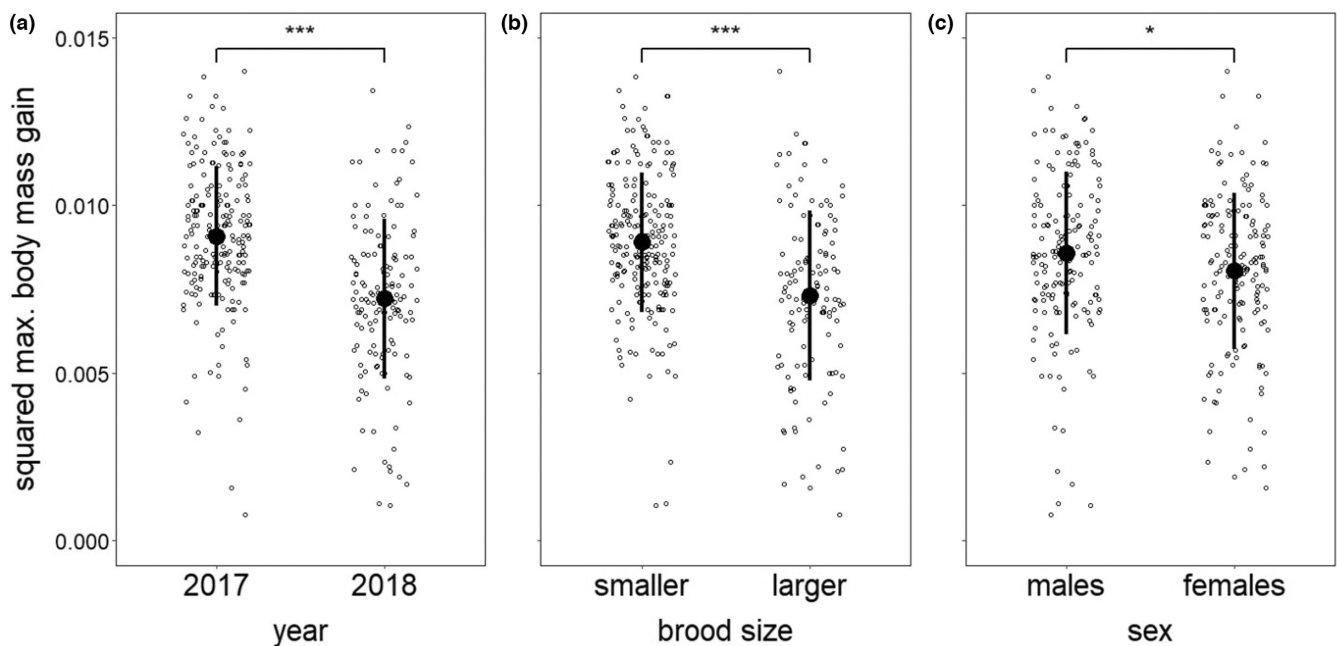 (a)
***
(b)
***
(c)
*
squared max. body mass gain
0.015
0.010
0.005
0.000
2017 2018
year
smaller larger
brood size
males females
sex